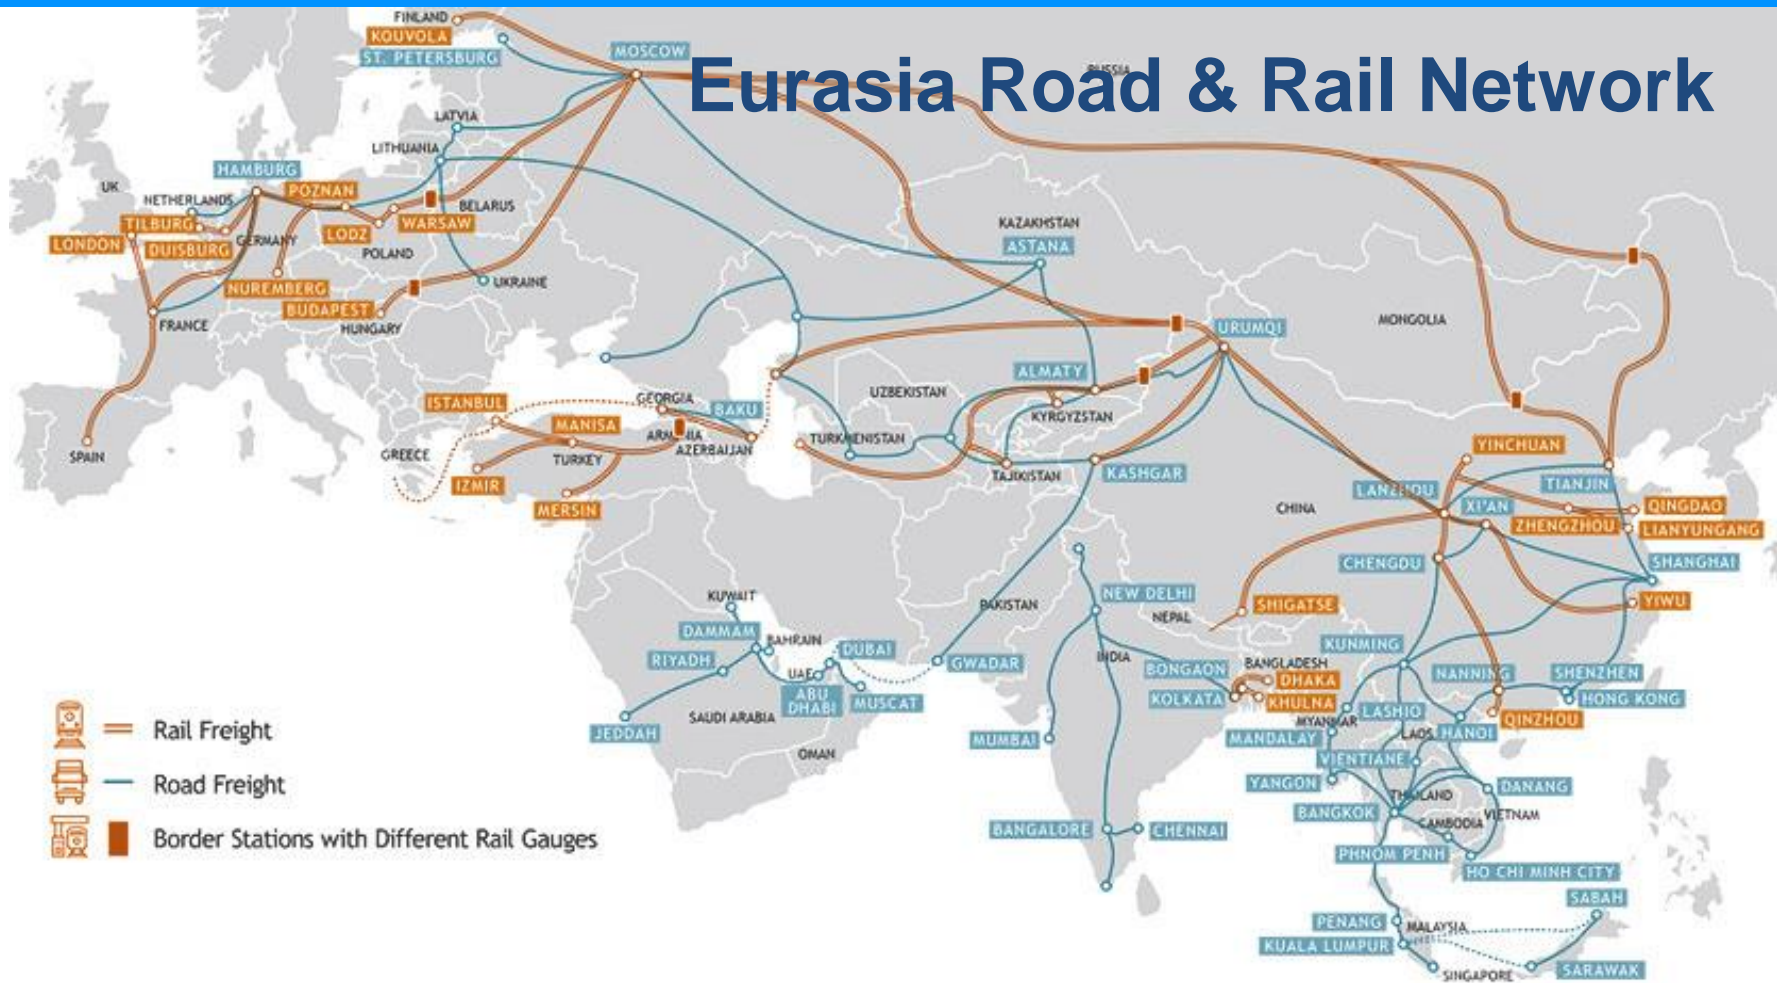 Eurasia Road & Rail Network
FINLAND
KOUVOLA
ST. PETERSBURG
MOSCOW
RUSSIA
LATVIA
LITHUANIA
HAMBURG
UK
NETHERLANDS
POZNAN
BELARUS
TILBURG
WARSAW
LONDON
DUISBURG
GERMANY
LODZ
POLAND
KAZAKHSTAN
ASTANA
NUREMBERG
UKRAINE
BUDAPEST
FRANCE
HUNGARY
MONGOLIA
URUMQI
ALMATY
UZBEKISTAN
KYRGYZSTAN
ISTANBUL
GEORGIA
BAKU
MANISA
ARMENIA
AZERBAIJAN
TURKMENISTAN
SPAIN
GREECE
TURKEY
IZMIR
MERSIN
TAJIKISTAN
KASHGAR
YINCHUAN
LANZHOU
TIANJIN
CHINA
XI'AN
QINGDAO
ZHENGZHOU
LIANYUNGANG
CHENGDU
SHANGHAI
KUWAIT
PAKISTAN
NEW DELHI
NEPAL
SHIGATSE
YIWU
DAMMAM
BAHRAIN
DUBAI
RIYADH
UAE
GWADAR
INDIA
BONGAON
BANGLADESH
KUNMING
NANNING
SHENZHEN
ABU
DHABI
MUSCAT
KOLKATA
DHAKA
KHULNA
HONG KONG
SAUDI ARABIA
JEDDAH
MYANMAR
LASHIO
QINZHOU
MUMBAI
MANDALAY
LAOS
HANOI
OMAN
VIENTIANE
YANGON
DANANG
THAILAND
BANGKOK
CAMBODIA
VIETNAM
BANGALORE
CHENNAI
PHNOM PENH
HO CHI MINH CITY
SABAH
PENANG
MALAYSIA
KUALA LUMPUR
SINGAPORE
SARAWAK
Rail Freight
Road Freight
Border Stations with Different Rail Gauges